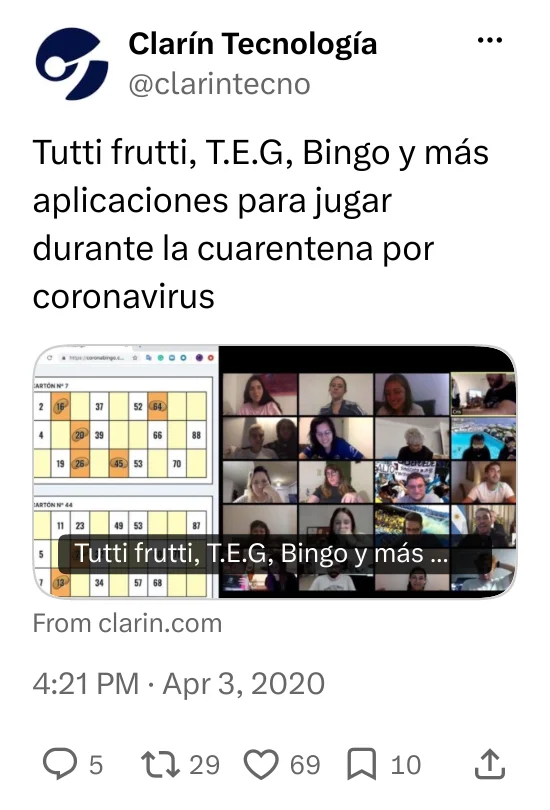 Clarín Tecnología
@clarintecno
Tutti frutti, T.E.G, Bingo y más
aplicaciones para jugar
durante la cuarentena por
coronavirus
CARTÓN N° 7
2 16 37 52 64
4 20 39 66 88
19 26 45 53 70
CARTÓN N° 44
11 23 49 53 87
5
7 13 34 57 68
Tutti frutti, T.E.G, Bingo y más ...
From clarin.com
4:21 PM · Apr 3, 2020
5 29 69 10